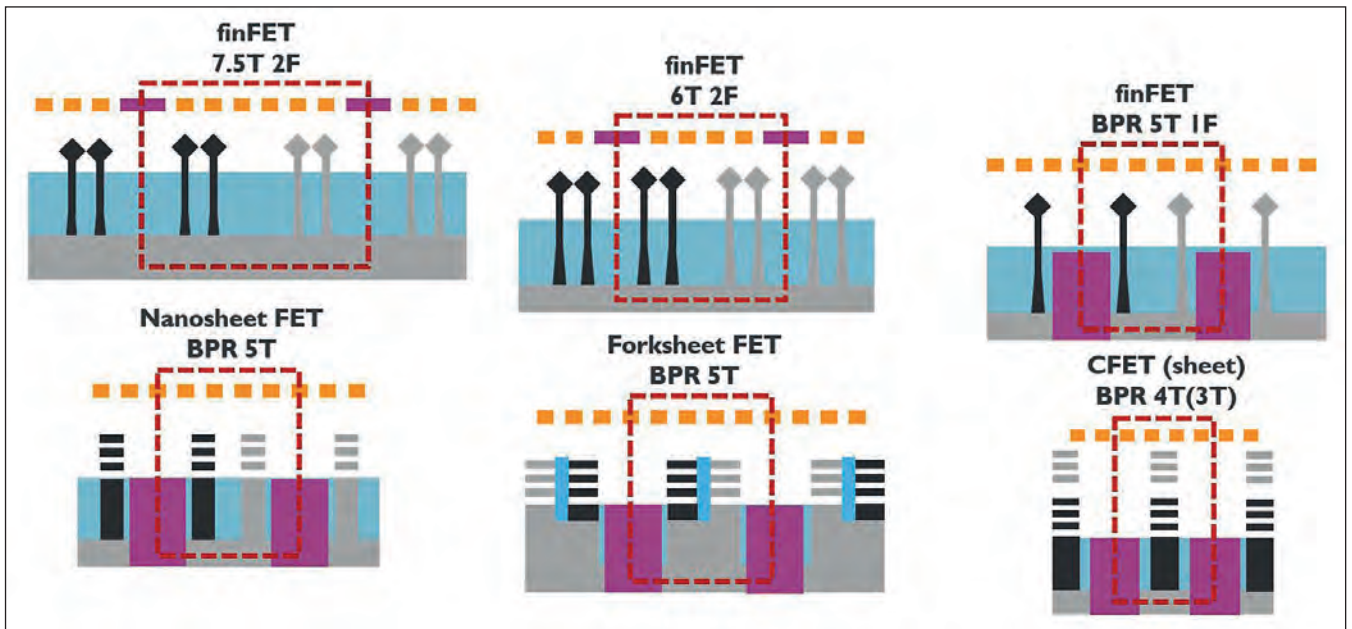 finFET
7.5T 2F
finFET
6T 2F
finFET
BPR 5T 1F
Nanosheet FET
BPR 5T
Forksheet FET
BPR 5T
CFET (sheet)
BPR 4T(3T)